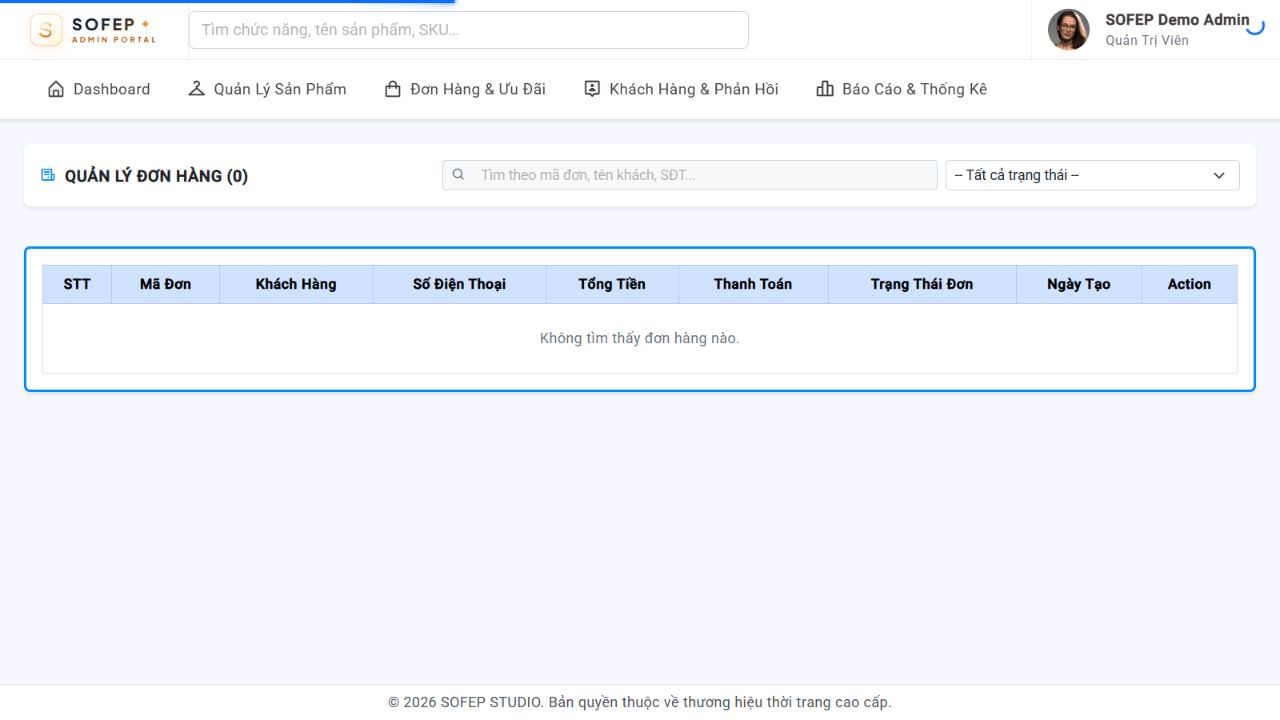 SOFEP
ADMIN PORTAL
Tìm chức năng, tên sản phẩm, SKU...
SOFEP Demo Admin
Quản Trị Viên
Dashboard
Quản Lý Sản Phẩm
Đơn Hàng & Ưu Đãi
Khách Hàng & Phản Hồi
Báo Cáo & Thống Kê
QUẢN LÝ ĐƠN HÀNG (0)
Tìm theo mã đơn, tên khách, SĐT...
-- Tất cả trạng thái --
STT Mã Đơn Khách Hàng Số Điện Thoại Tổng Tiền Thanh Toán Trạng Thái Đơn Ngày Tạo Action
Không tìm thấy đơn hàng nào.
© 2026 SOFEP STUDIO. Bản quyền thuộc về thương hiệu thời trang cao cấp.